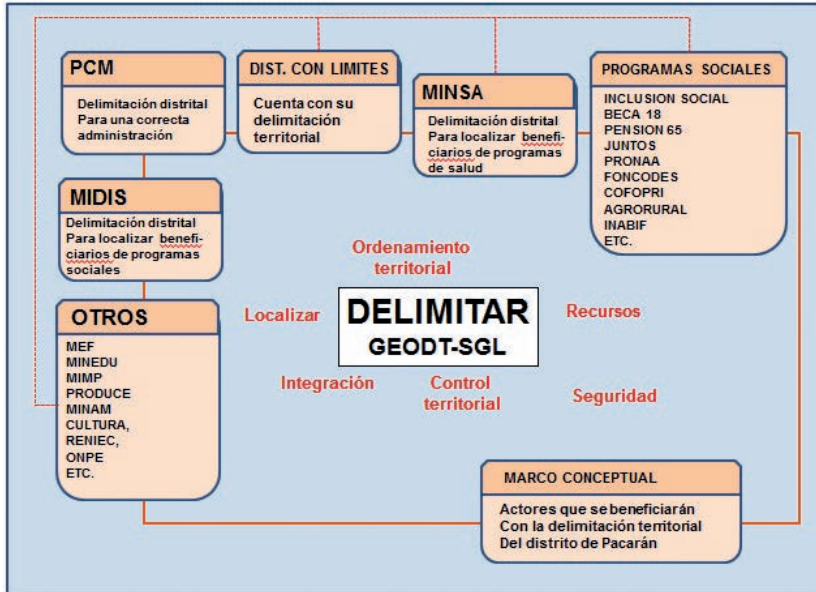 PCM
Delimitación distrital
Para una correcta
administración
DIST. CON LIMITES
Cuenta con su
delimitación
territorial
MINSA
Delimitación distrital
Para localizar benefi-
ciarios de programas
de salud
PROGRAMAS SOCIALES
INCLUSION SOCIAL
BECA 18
PENSION 65
JUNTOS
PRONAA
FONCODES
COFOPRI
AGRORURAL
INABIF
ETC.
MIDIS
Delimitación distrital
Para localizar benefi-
ciarios de programas
sociales
OTROS
MEF
MINEDU
MIMP
PRODUCE
MINAM
CULTURA,
RENIEC,
ONPE
ETC.
Ordenamiento
territorial
Localizar
DELIMITAR
GEODT-SGL
Recursos
Integración
Control
territorial
Seguridad
MARCO CONCEPTUAL
Actores que se beneficiarán
Con la delimitación territorial
Del distrito de Pacarán